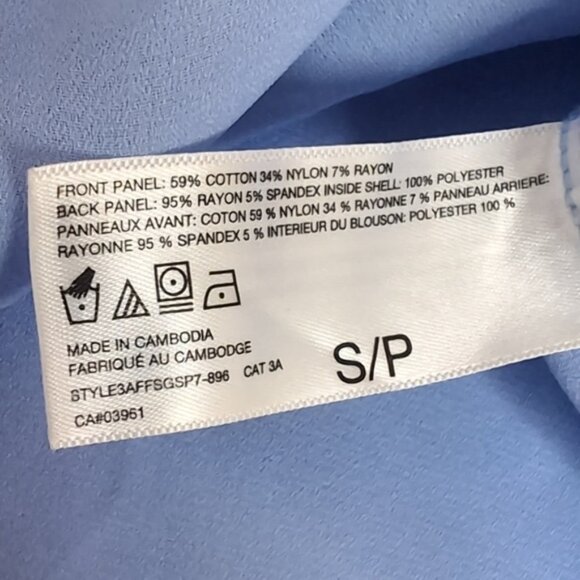 FRONT PANEL: 59% COTTON 34% NYLON 7% RAYON
BACK PANEL: 95% RAYON 5% SPANDEX INSIDE SHELL: 100% POLYESTER
PANNEAUX AVANT: COTON 59 % NYLON 34 % RAYONNE 7 % PANNEAU ARRIERE:
RAYONNE 95 % SPANDEX 5 % INTERIEUR DU BLOUSON: POLYESTER 100 %
MADE IN CAMBODIA
FABRIQUÉ AU CAMBODGE
STYLE3AFFSGSP7-896 CAT 3A
CA#03961
S/P